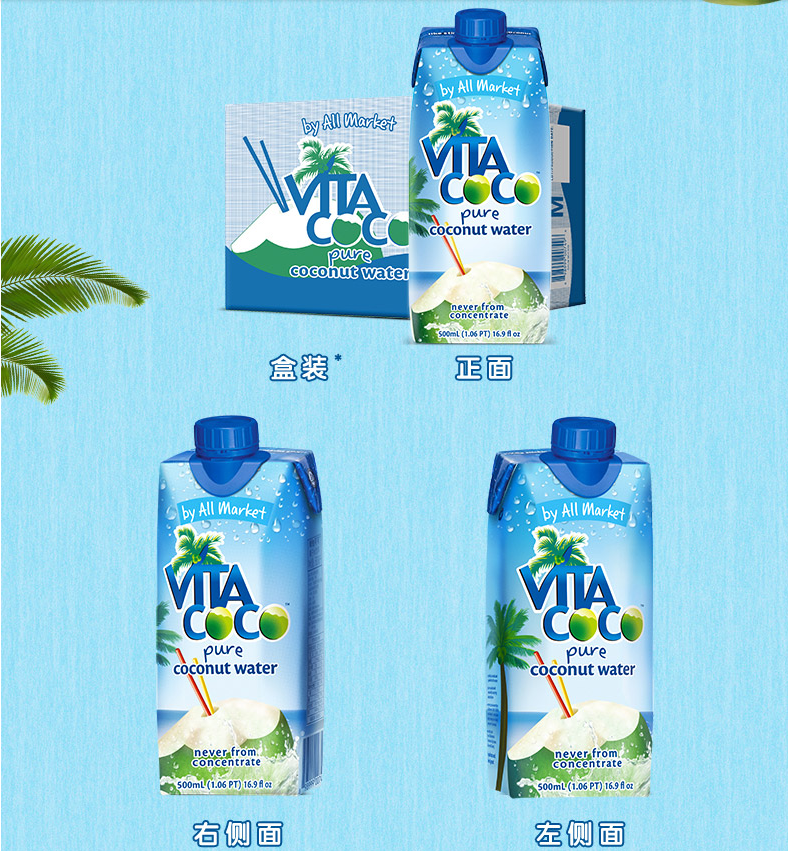 by All Market
VITA
COCO™
pure
coconut water
never from
concentrate
500mL (1.06 PT) 16.9 fl oz
by All Market
VITA
COCO
pure
coconut water
M
盒装*
正面
by All Market
VITA
COCO™
pure
coconut water
never from
concentrate
500mL (1.06 PT) 16.9 fl oz
右侧面
by All Market
VITA
COCO™
pure
coconut water
never from
concentrate
500mL (1.06 PT) 16.9 fl oz
左侧面